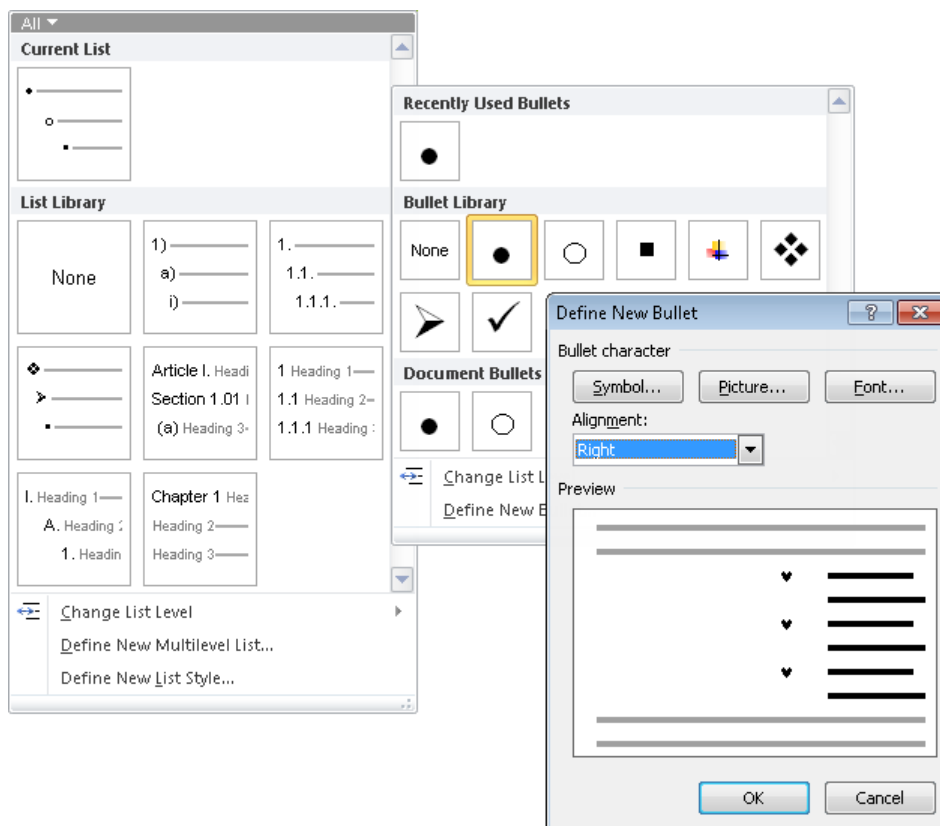 All
Current List
List Library
None
1)
a)
i)
1.
1.1.
1.1.1.
Article I. Headi
Section 1.01
(a) Heading 3
1 Heading 1
1.1 Heading 2
1.1.1 Heading
I. Heading 1
A. Heading
1. Headin
Chapter 1 Hea
Heading 2
Heading 3
Change List Level
Define New Multilevel List...
Define New List Style...
Recently Used Bullets
Bullet Library
None
Document Bullets
Change List L
Define New B
Define New Bullet
?
Bullet character
Symbol... Picture... Font...
Alignment:
Right
Preview
OK Cancel